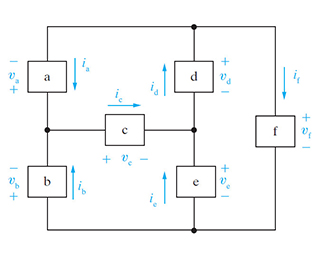 − i_a + i_d i_f
v_a a d v_d
+ −
i_c +
c f v_f
+ v_c − −
− +
v_b b i_b i_e e v_e
+ −